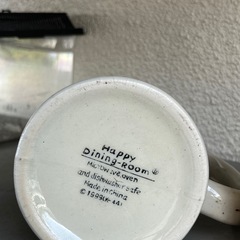 Happy
Dining-Room
Microwave oven
and dishwasher safe
Made in china